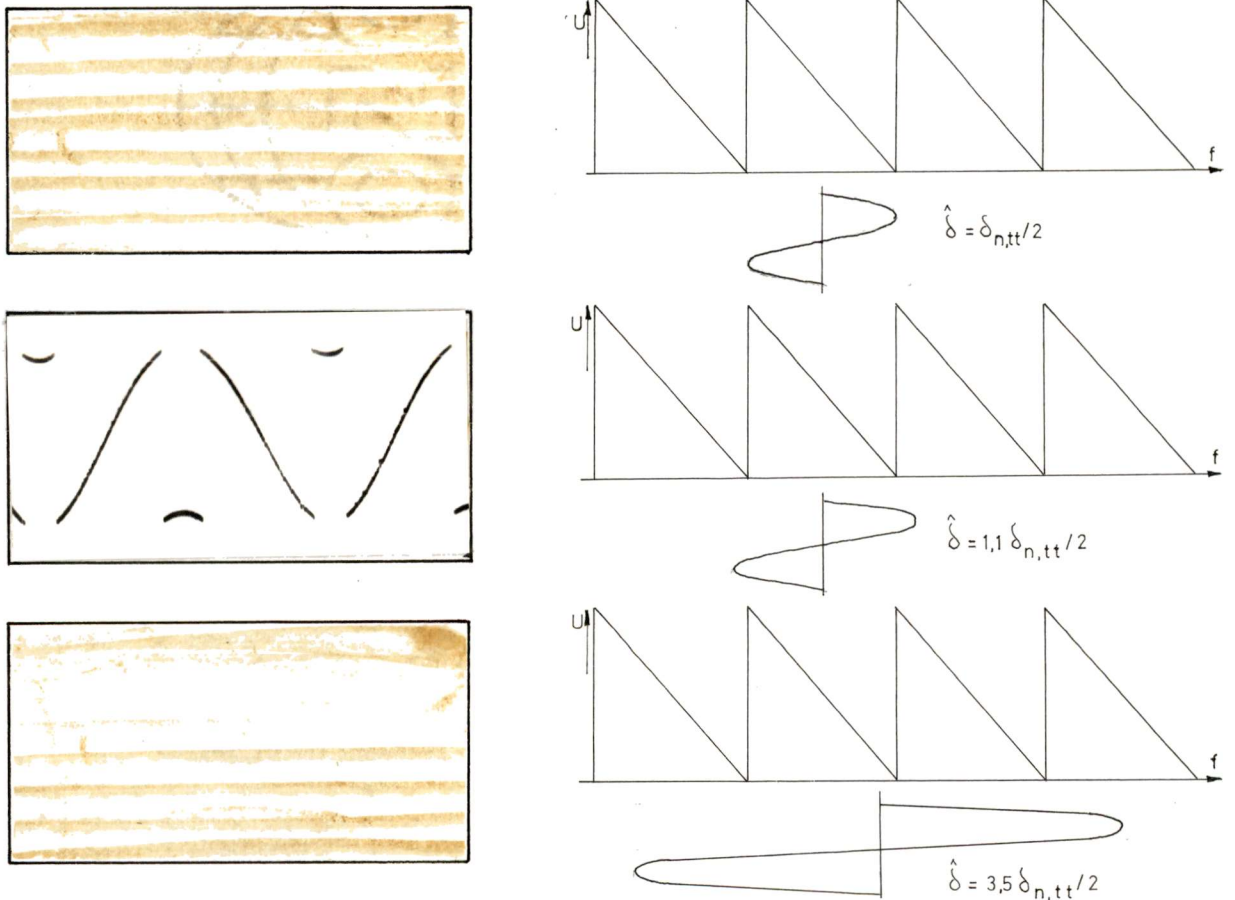 U
f
δ̂ = δn,tt/2
U
f
δ̂ = 1,1 δn,tt/2
U
f
δ̂ = 3,5 δn,tt/2